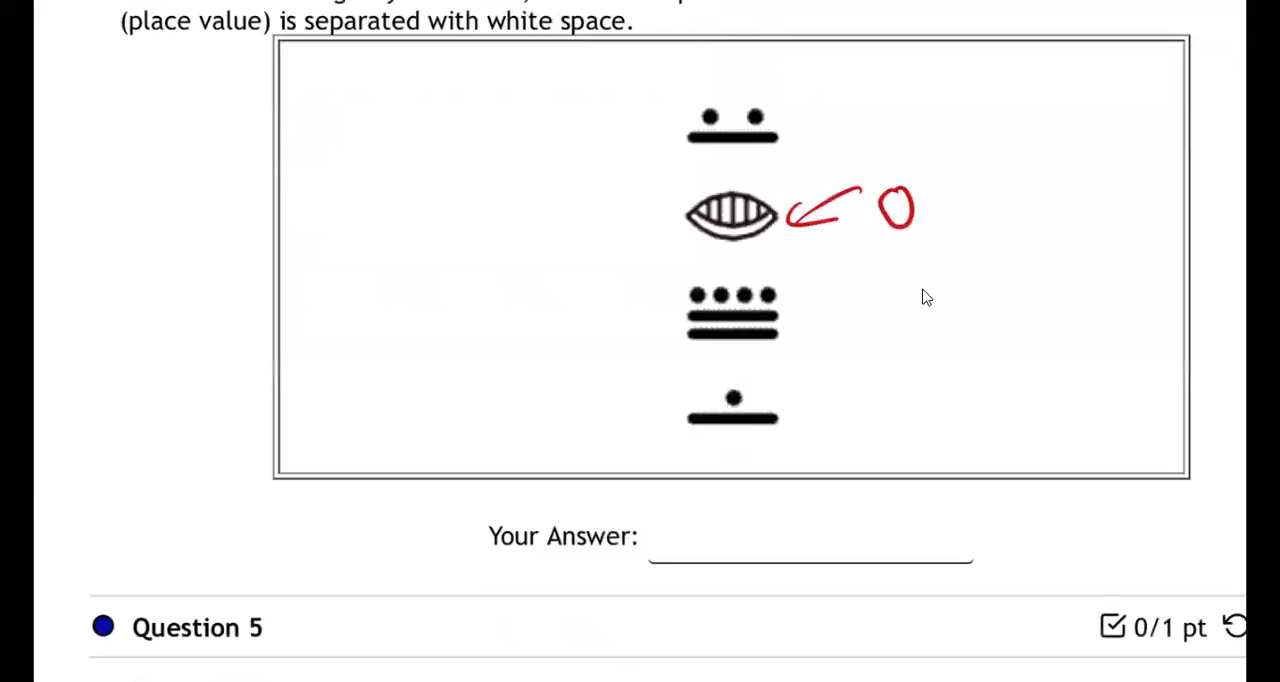 (place value) is separated with white space.
0
Your Answer:
Question 5
0/1 pt